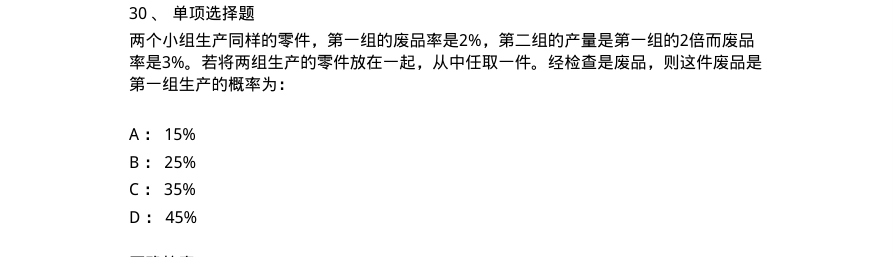 30 、 单项选择题
两个小组生产同样的零件，第一组的废品率是2%，第二组的产量是第一组的2倍而废品
率是3%。若将两组生产的零件放在一起，从中任取一件。经检查是废品，则这件废品是
第一组生产的概率为：
A： 15%
B： 25%
C： 35%
D： 45%